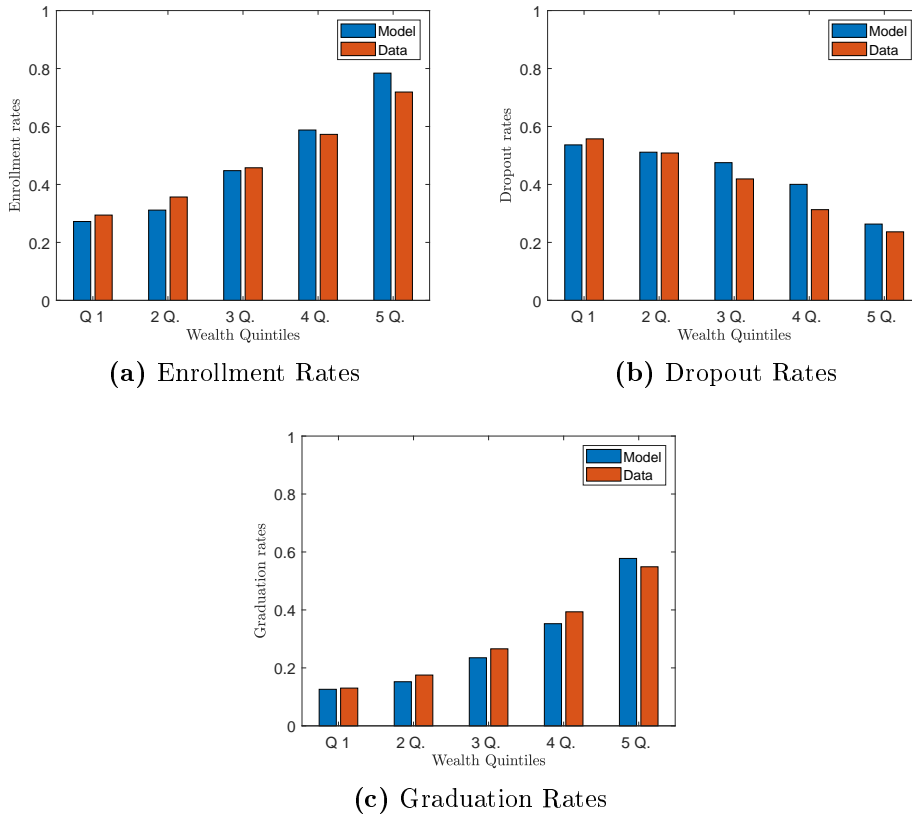 1
0.8
0.6
0.4
0.2
0
Enrollment rates
Model
Data
Q 1 2 Q. 3 Q. 4 Q. 5 Q.
Wealth Quintiles
(a) Enrollment Rates
1
0.8
0.6
0.4
0.2
0
Dropout rates
Model
Data
Q 1 2 Q. 3 Q. 4 Q. 5 Q.
Wealth Quintiles
(b) Dropout Rates
1
0.8
0.6
0.4
0.2
0
Graduation rates
Model
Data
Q 1 2 Q. 3 Q. 4 Q. 5 Q.
Wealth Quintiles
(c) Graduation Rates